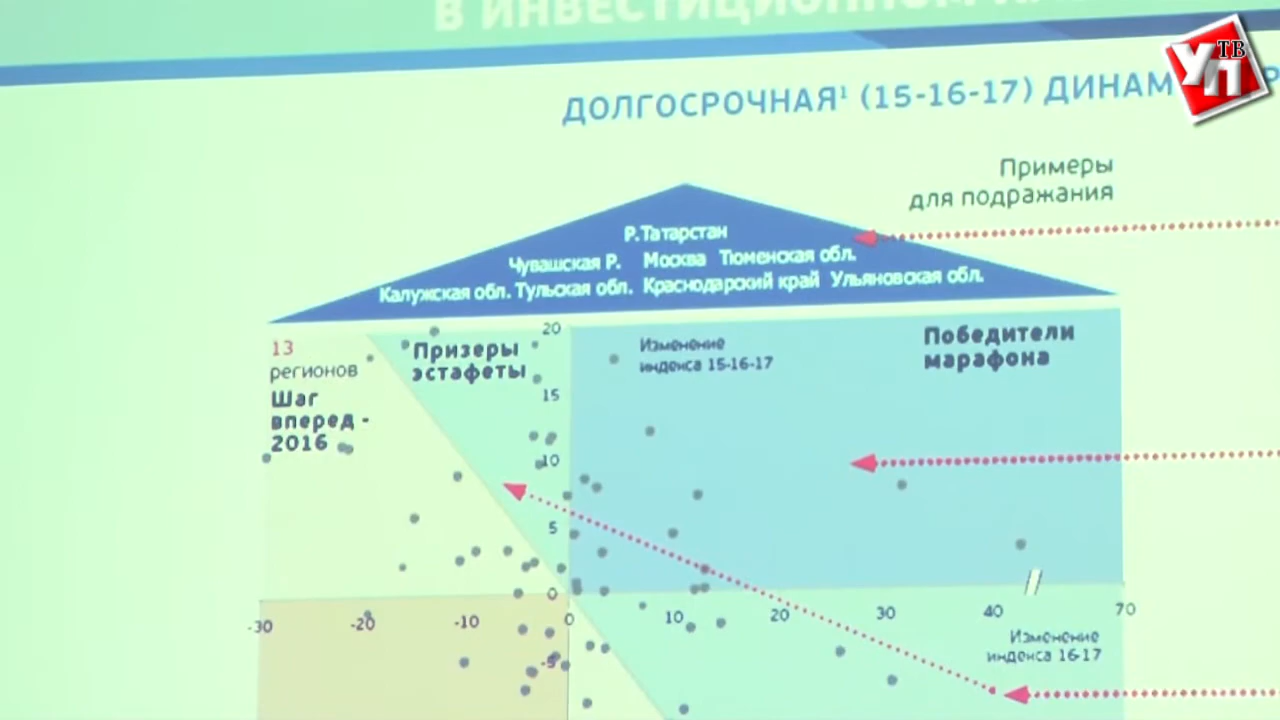 В ИНВЕСТИЦИОННОМ
УП ТВ
ДОЛГОСРОЧНАЯ¹ (15-16-17) ДИНАМ
Примеры
для подражания
Р.Татарстан
Чувашская Р. Москва Тюменская обл.
Калужская обл. Тульская обл. Краснодарский край Ульяновская обл.
13
регионов
Шаг
вперед -
2016
Призеры
эстафеты
20
15
10
5
0
-5
Изменение
индекса 15-16-17
Победители
марафона
-30 -20 -10 0 10 20 30 40 70
Изменение
индекса 16-17